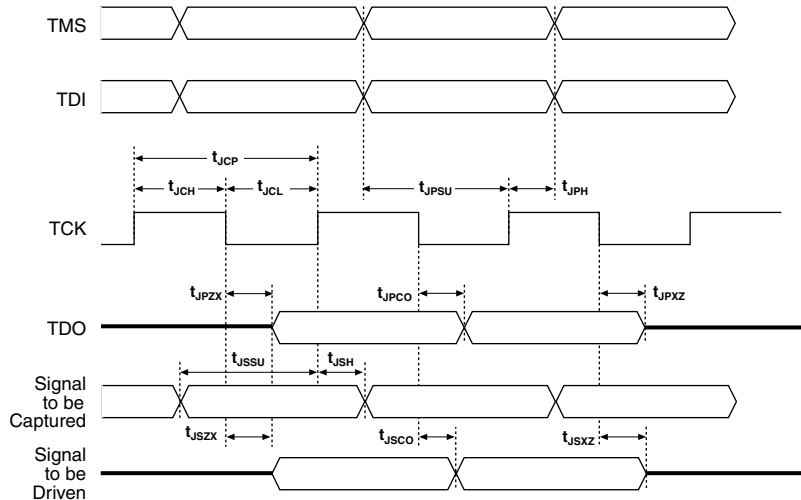 TMS
TDI
tJCP
tJCH tJCL tJPSU tJPH
TCK
tJPZX tJPCO tJPXZ
TDO
tJSSU tJSH
Signal
to be
Captured
tJSZX tJSCO tJSXZ
Signal
to be
Driven